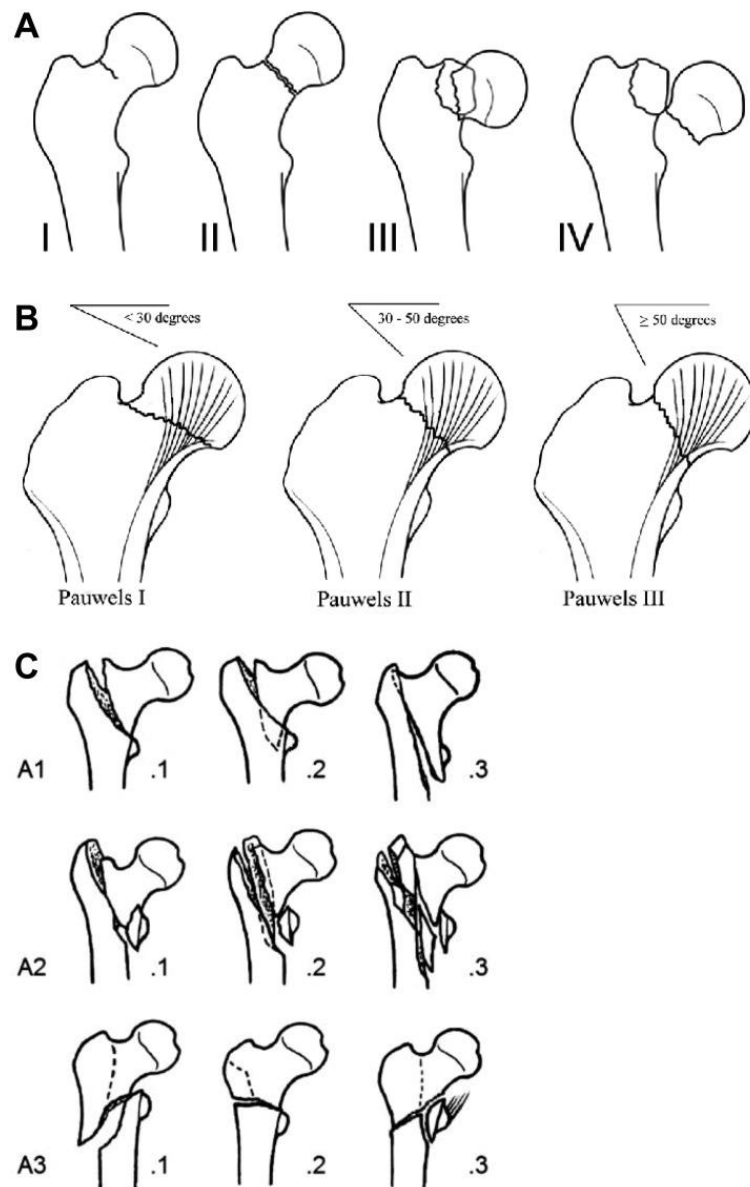 A
I II III IV
B
< 30 degrees 30 - 50 degrees ≥ 50 degrees
Pauwels I Pauwels II Pauwels III
C
A1 .1 .2 .3
A2 .1 .2 .3
A3 .1 .2 .3